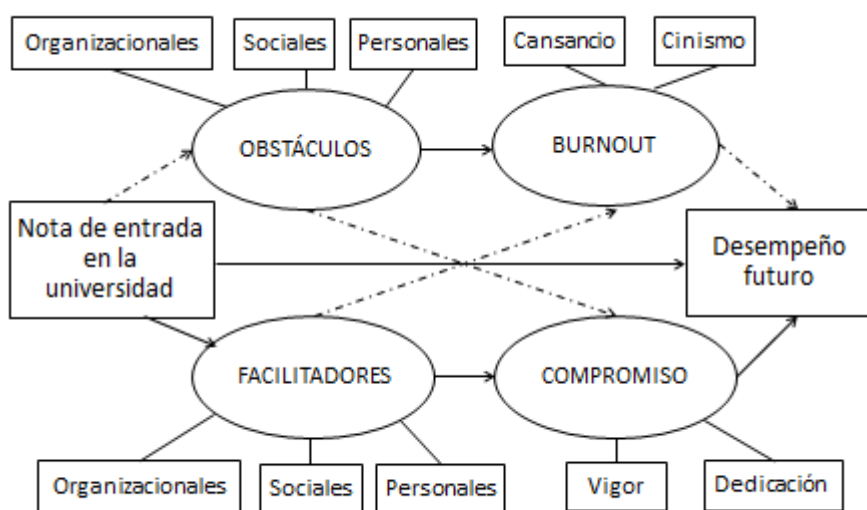 Organizacionales
Sociales
Personales
Cansancio
Cinismo
OBSTÁCULOS
BURNOUT
Nota de entrada
en la
universidad
Desempeño
futuro
FACILITADORES
COMPROMISO
Organizacionales
Sociales
Personales
Vigor
Dedicación